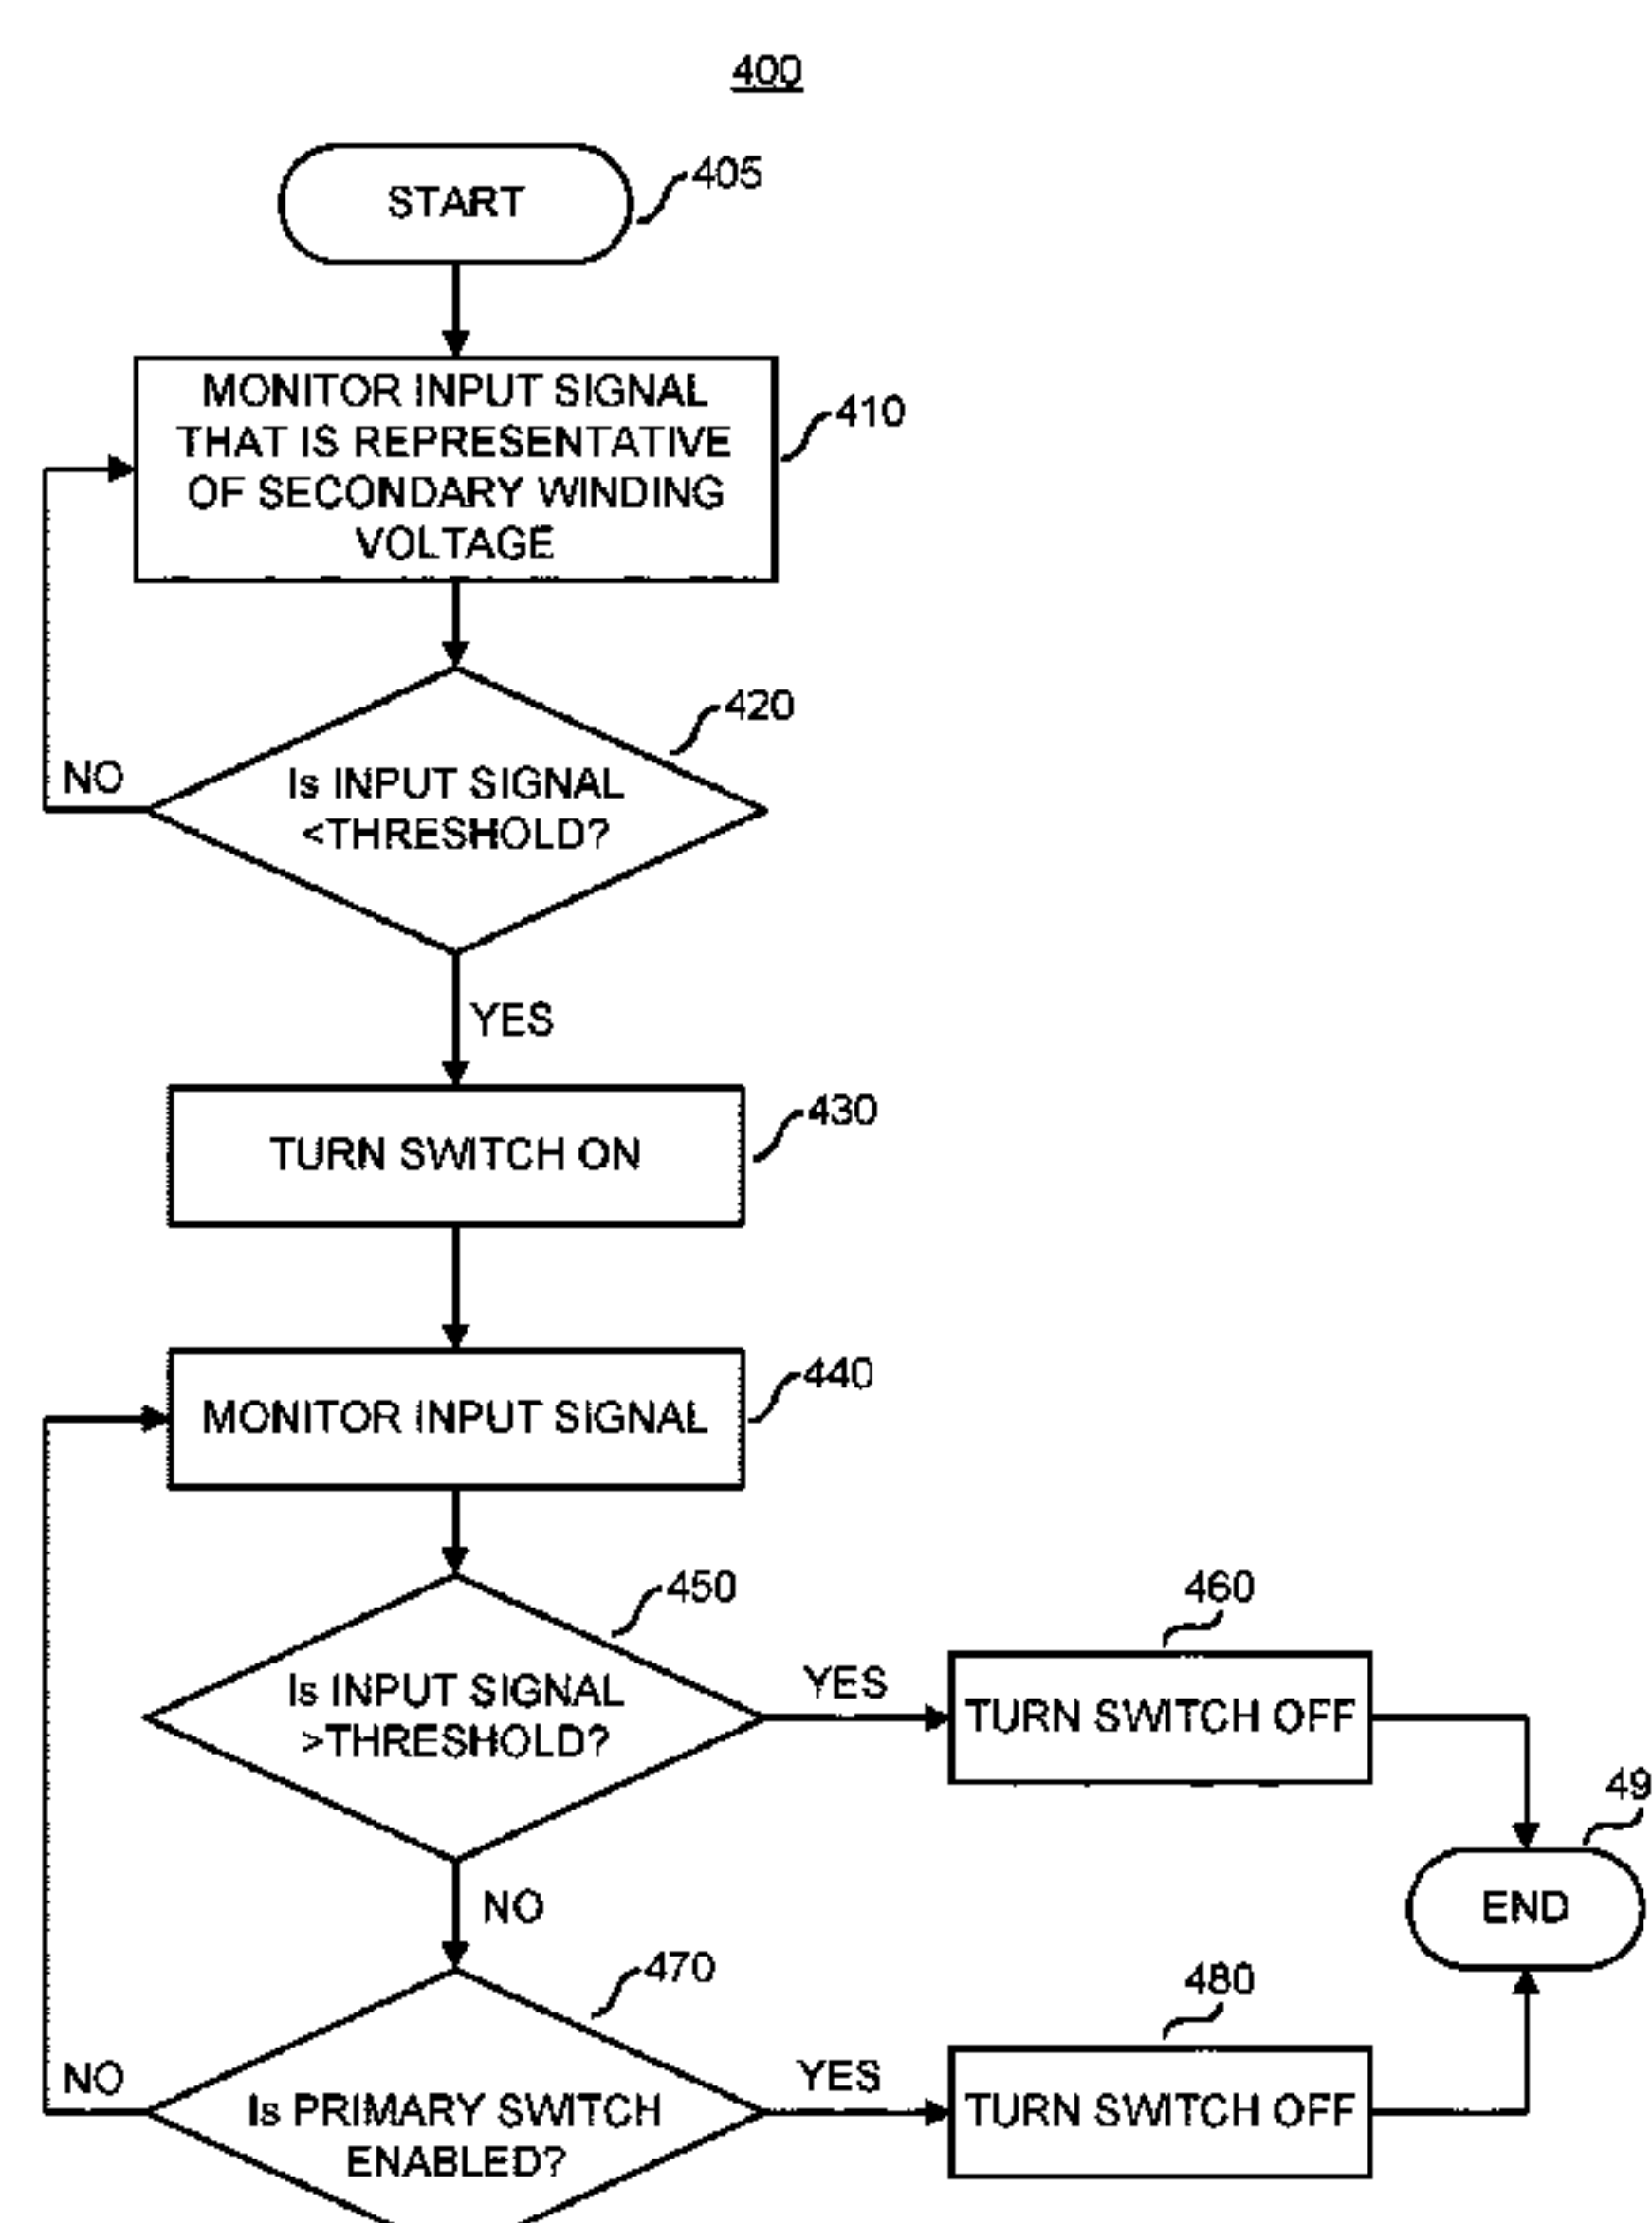 400
START
405
MONITOR INPUT SIGNAL
THAT IS REPRESENTATIVE
OF SECONDARY WINDING
VOLTAGE
410
420
NO
Is INPUT SIGNAL
<THRESHOLD?
YES
TURN SWITCH ON
430
MONITOR INPUT SIGNAL
440
450
Is INPUT SIGNAL
>THRESHOLD?
YES
460
TURN SWITCH OFF
49
END
NO
470
NO
Is PRIMARY SWITCH
ENABLED?
YES
480
TURN SWITCH OFF